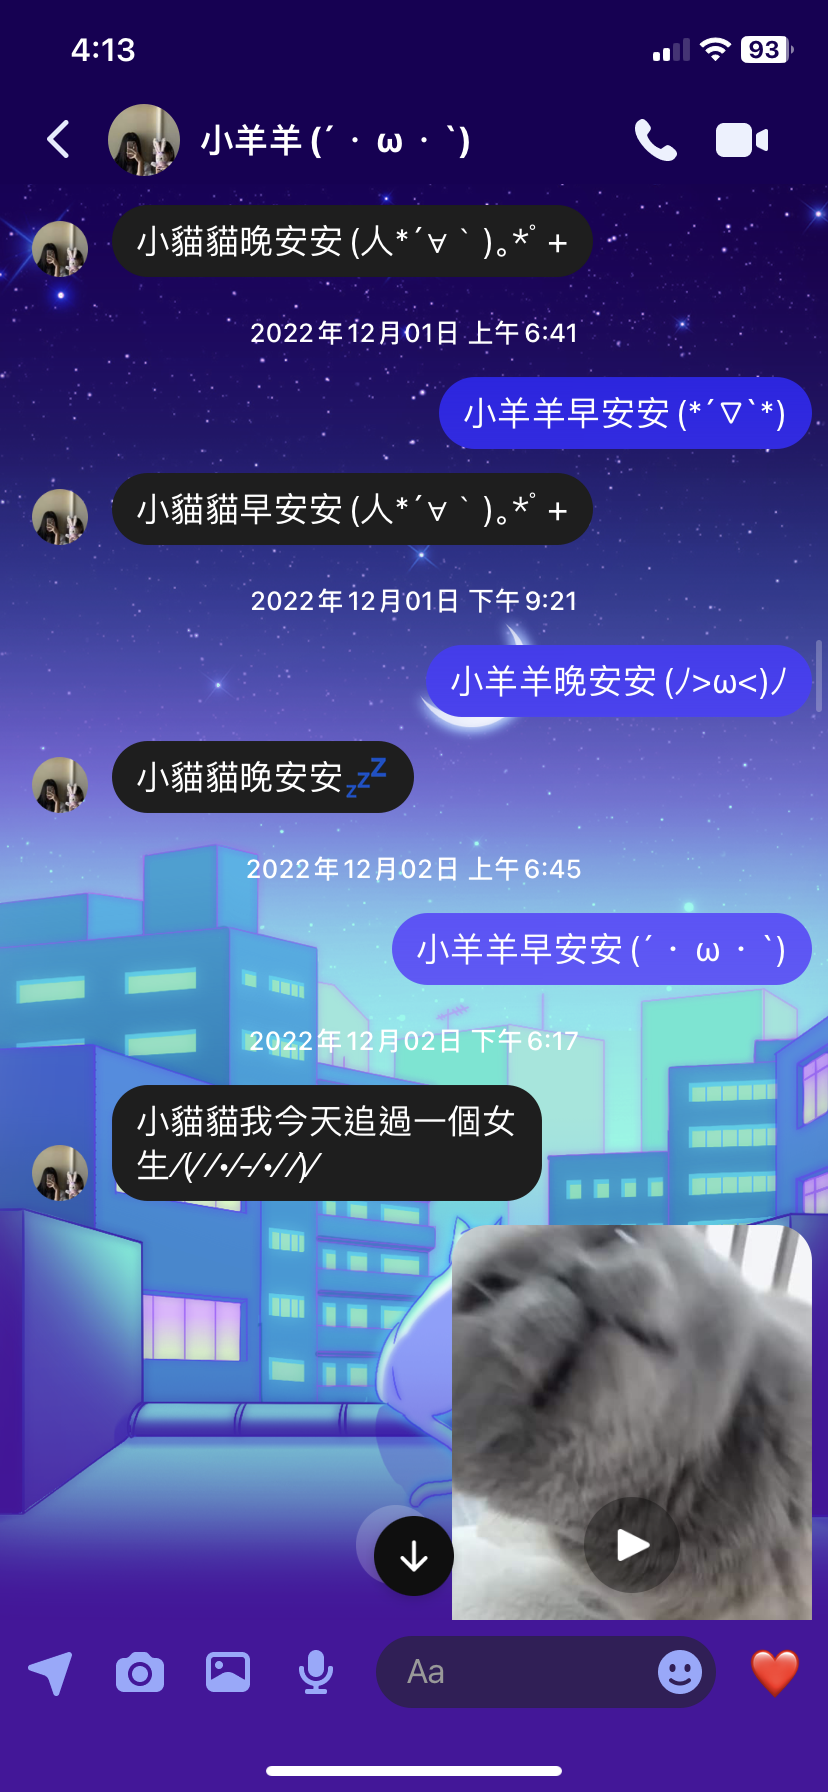 4:13
93
小羊羊 (´・ω・`)
小貓貓晚安安 (人*´∀｀)｡*ﾟ+
2022年12月01日 上午6:41
小羊羊早安安 (*´▽`*)
小貓貓早安安 (人*´∀｀)｡*ﾟ+
2022年12月01日 下午9:21
小羊羊晚安安 (ﾉ>ω<)ﾉ
小貓貓晚安安💤
2022年12月02日 上午6:45
小羊羊早安安 (´・ω・`)
2022年12月02日 下午6:17
小貓貓我今天追過一個女
生⁄(⁄ ⁄•⁄-⁄•⁄ ⁄)⁄
Aa